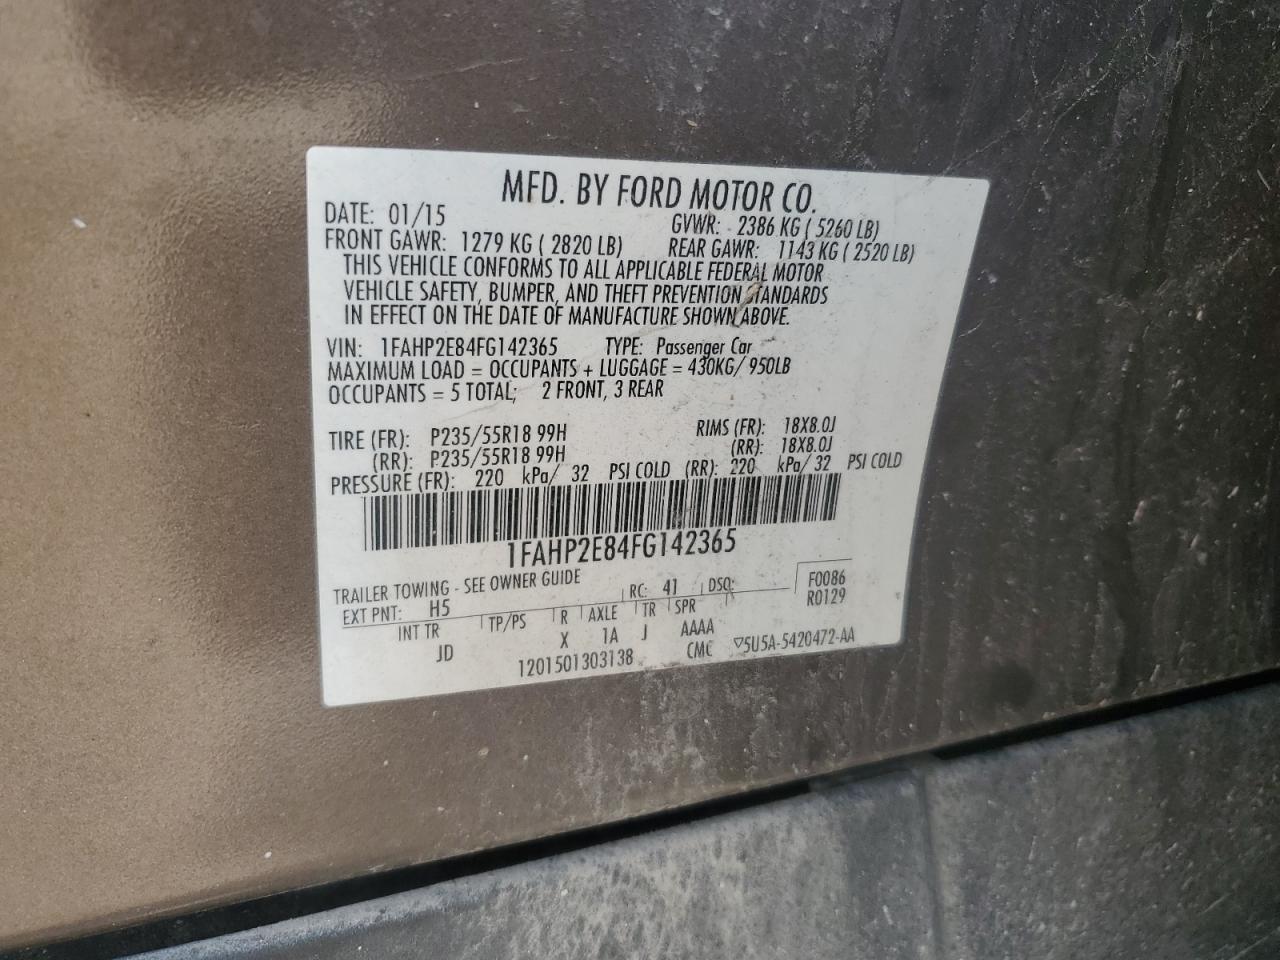 MFD. BY FORD MOTOR CO.
DATE: 01/15 GVWR: 2386 KG ( 5260 LB)
FRONT GAWR: 1279 KG ( 2820 LB) REAR GAWR: 1143 KG ( 2520 LB)
THIS VEHICLE CONFORMS TO ALL APPLICABLE FEDERAL MOTOR
VEHICLE SAFETY, BUMPER, AND THEFT PREVENTION STANDARDS
IN EFFECT ON THE DATE OF MANUFACTURE SHOWN ABOVE.
VIN: 1FAHP2E84FG142365 TYPE: Passenger Car
MAXIMUM LOAD = OCCUPANTS + LUGGAGE = 430KG/ 950LB
OCCUPANTS = 5 TOTAL; 2 FRONT, 3 REAR
TIRE (FR): P235/55R18 99H RIMS (FR): 18X8.0J
(RR): P235/55R18 99H (RR): 18X8.0J
PRESSURE (FR): 220 kPa/ 32 PSI COLD (RR): 220 kPa/ 32 PSI COLD
1FAHP2E84FG142365
TRAILER TOWING - SEE OWNER GUIDE
EXT PNT: H5 RC: 41 DSO: F0086
R0129
INT TR TP/PS R AXLE TR SPR
JD X 1A J AAAA
1201501303138 CMC ▽5U5A-5420472-AA